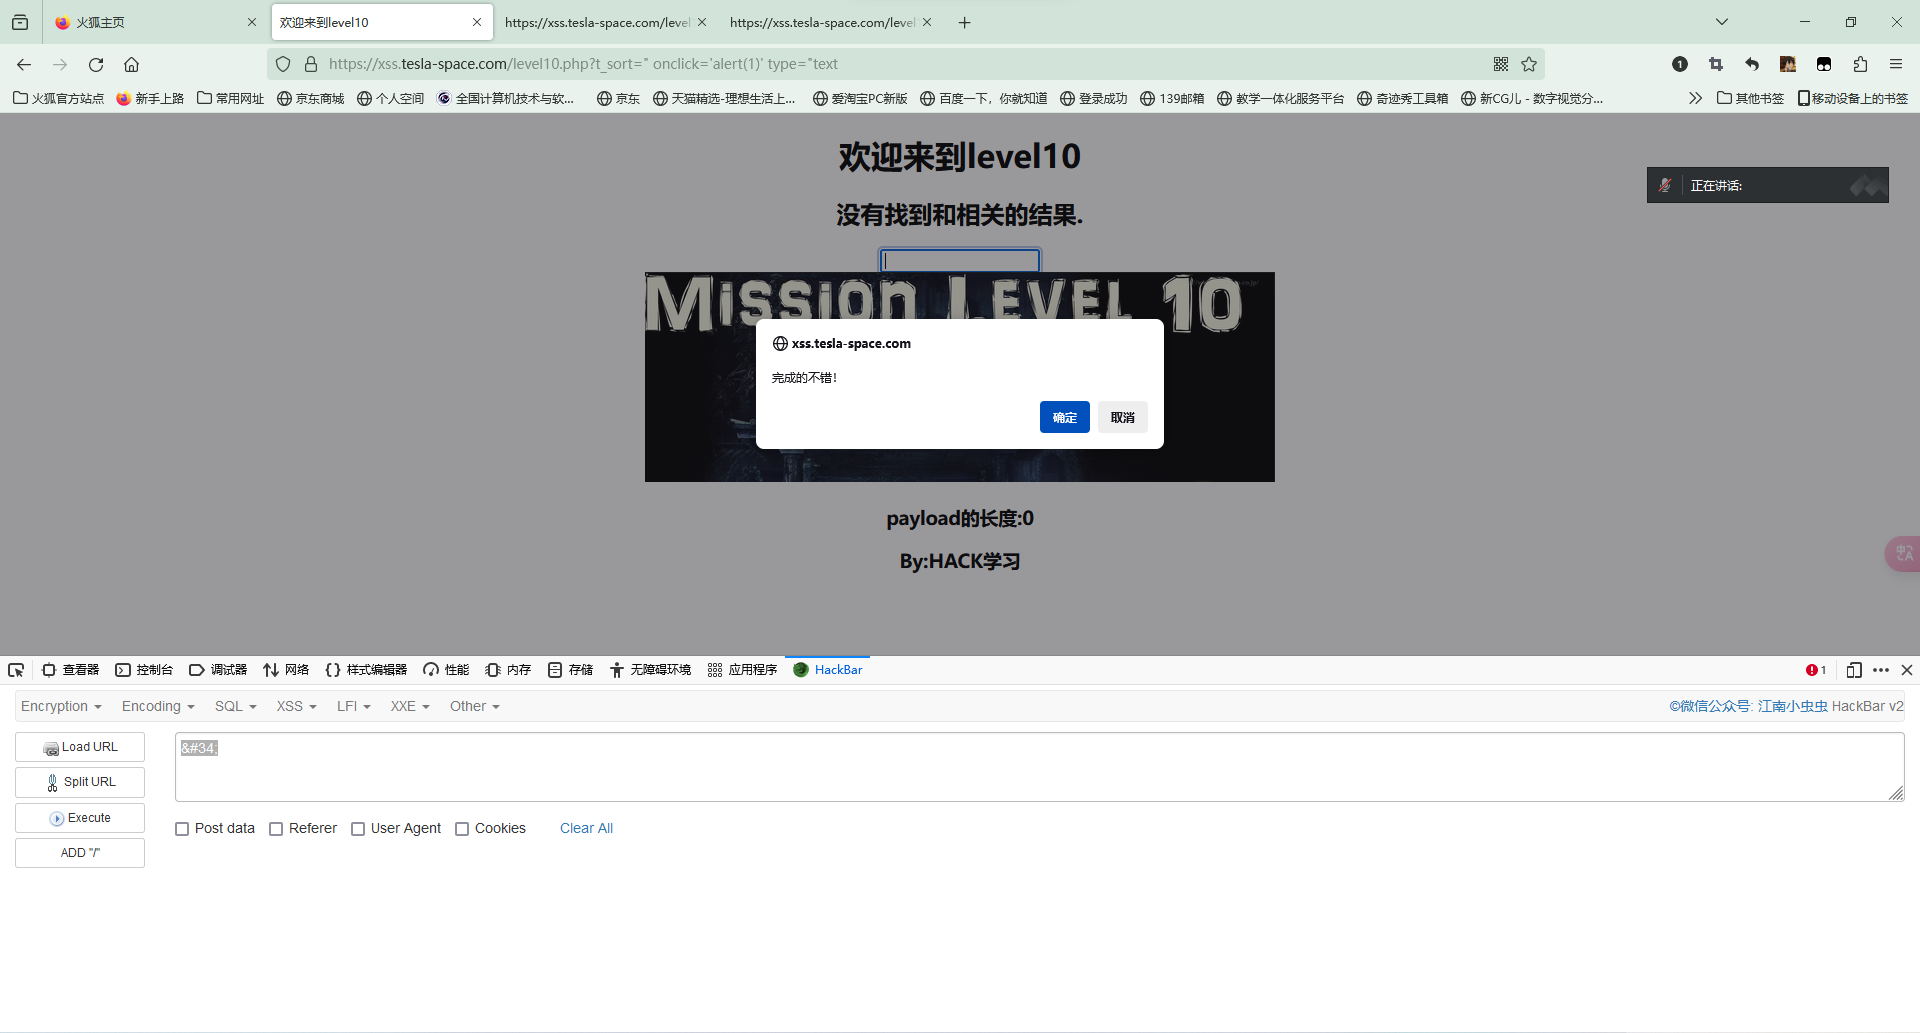 火狐主页
欢迎来到level10
https://xss.tesla-space.com/level
https://xss.tesla-space.com/level
https://xss.tesla-space.com/level10.php?t_sort=" onclick='alert(1)' type="text
1
火狐官方站点 新手上路 常用网址 京东商城 个人空间 全国计算机技术与软... 京东 天猫精选-理想生活上... 爱淘宝PC新版 百度一下，你就知道 登录成功 139邮箱 教学一体化服务平台 奇迹秀工具箱 新CG儿 - 数字视觉分... 其他书签 移动设备上的书签
欢迎来到level10
正在讲话:
没有找到和相关的结果.
Mission Level 10
xss.tesla-space.com
完成的不错！
确定 取消
payload的长度:0
By:HACK学习
查看器 控制台 调试器 网络 样式编辑器 性能 内存 存储 无障碍环境 应用程序 HackBar 1
Encryption Encoding SQL XSS LFI XXE Other ©微信公众号: 江南小虫虫 HackBar v2
Load URL
&#34;
Split URL
Execute
Post data Referer User Agent Cookies Clear All
ADD "/"